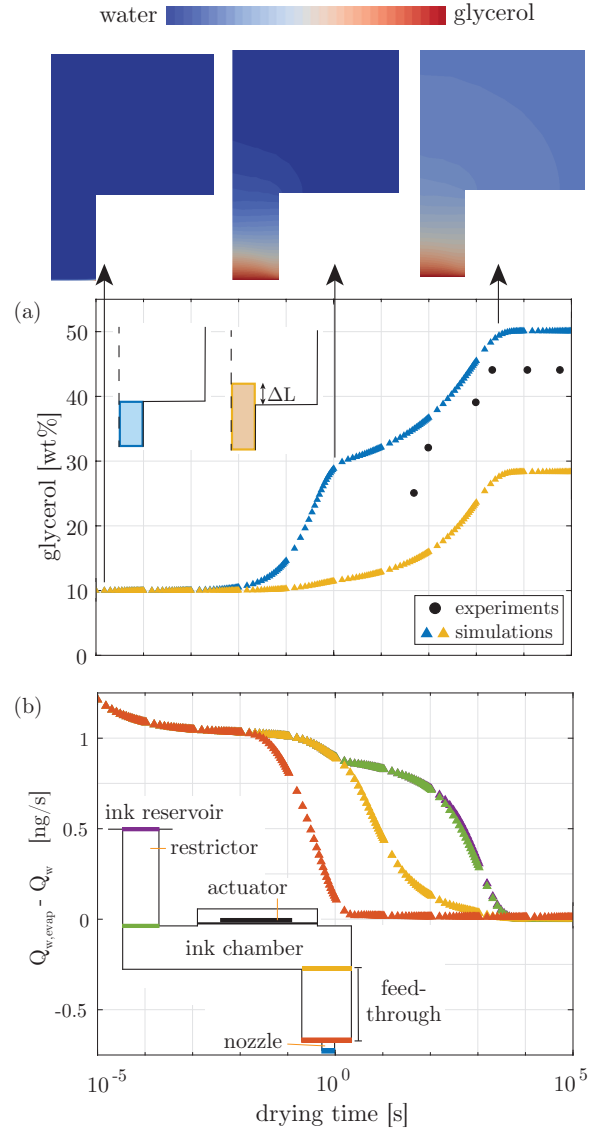 water glycerol
(a)
glycerol [wt%]
50
40
30
20
10
0
ΔL
experiments
simulations
(b)
Q_w,evap - Q_w [ng/s]
1
0.5
0
-0.5
ink reservoir
restrictor
actuator
ink chamber
feed-
through
nozzle
10^-5 10^0 10^5
drying time [s]